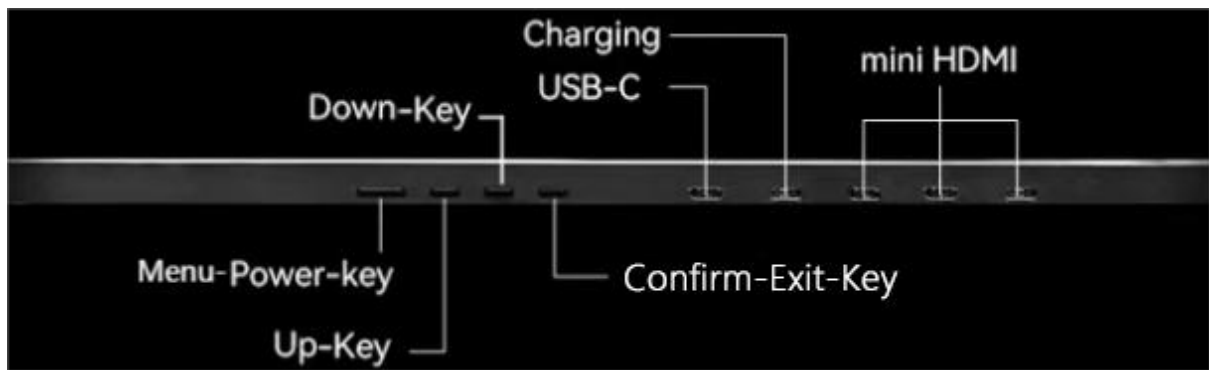 Charging
USB-C
mini HDMI
Down-Key
Menu-Power-key
Confirm-Exit-Key
Up-Key